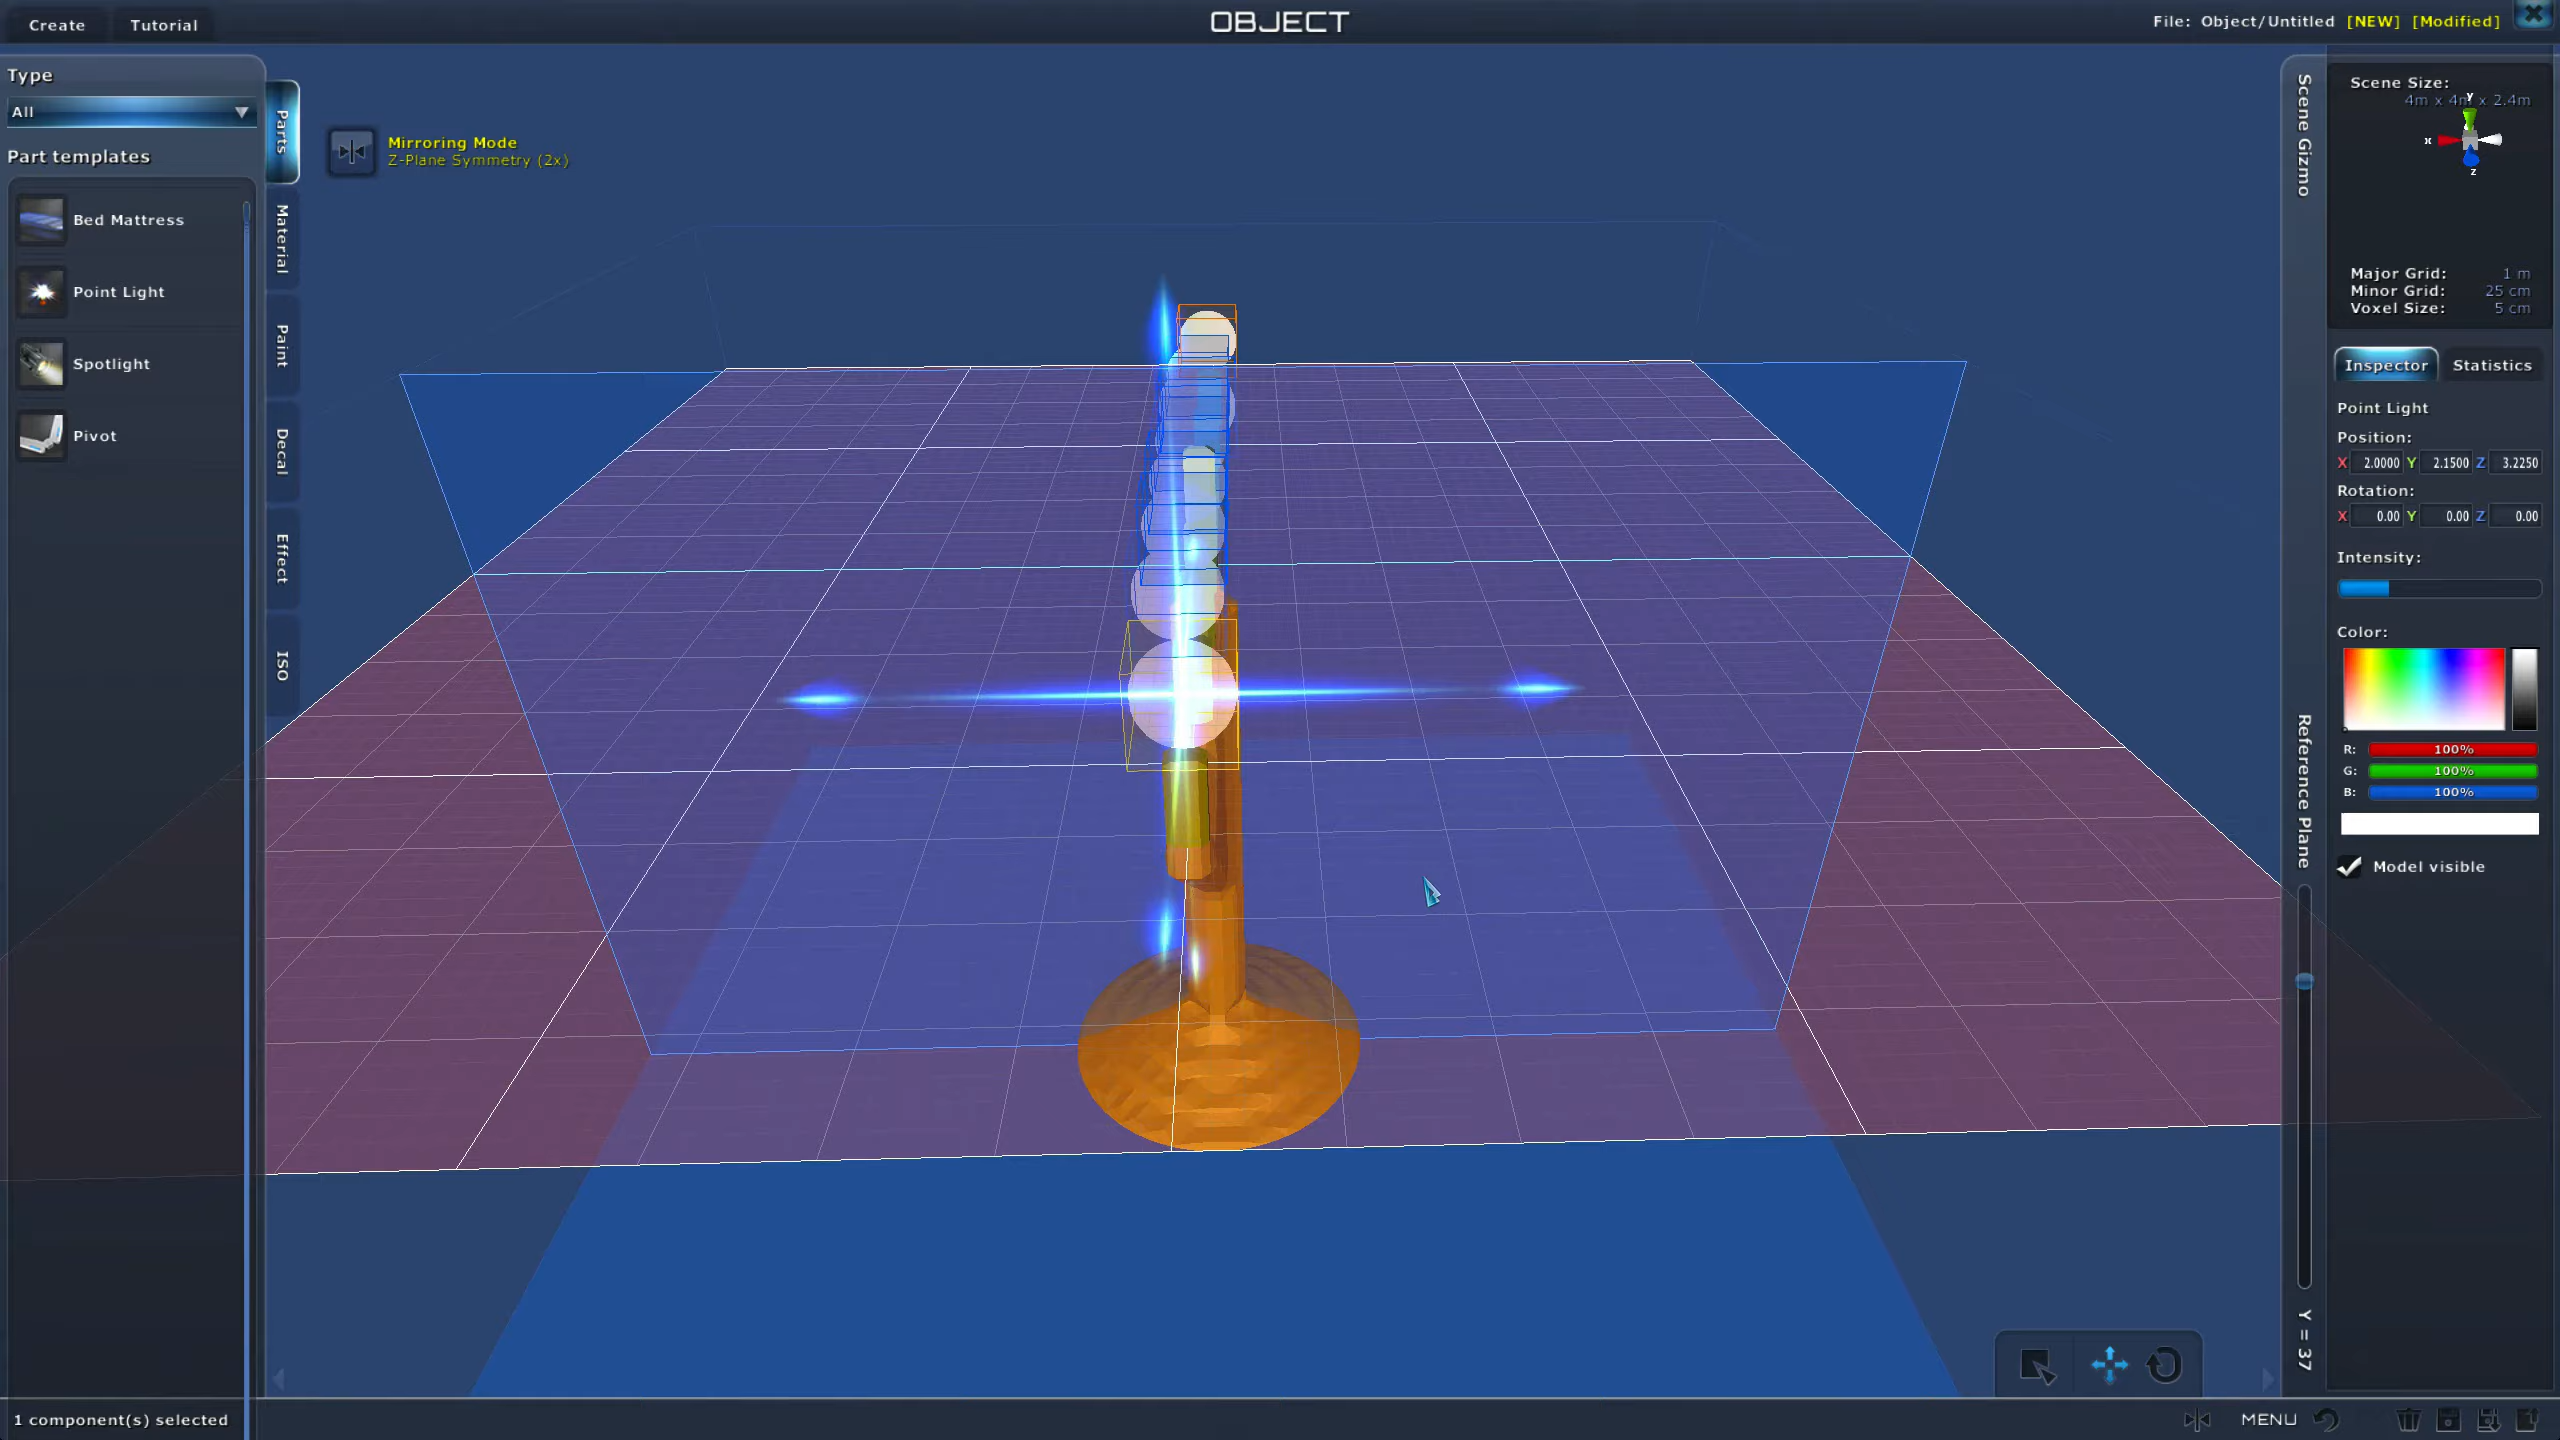 Create
Tutorial
OBJECT
File: Object/Untitled [NEW] [Modified]
Type
All
Part templates
Bed Mattress
Point Light
Spotlight
Pivot
Parts
Material
Paint
Decal
Effect
ISO
Mirroring Mode
Z-Plane Symmetry (2x)
Scene Gizmo
Scene Size:
4m x 4m x 2.4m
Y
X
Z
Major Grid: 1 m
Minor Grid: 25 cm
Voxel Size: 5 cm
Inspector
Statistics
Point Light
Position:
X 2.0000 Y 2.1500 Z 3.2250
Rotation:
X 0.00 Y 0.00 Z 0.00
Intensity:
Color:
R: 100%
G: 100%
B: 100%
Model visible
Reference Plane
Y = 37
1 component(s) selected
MENU